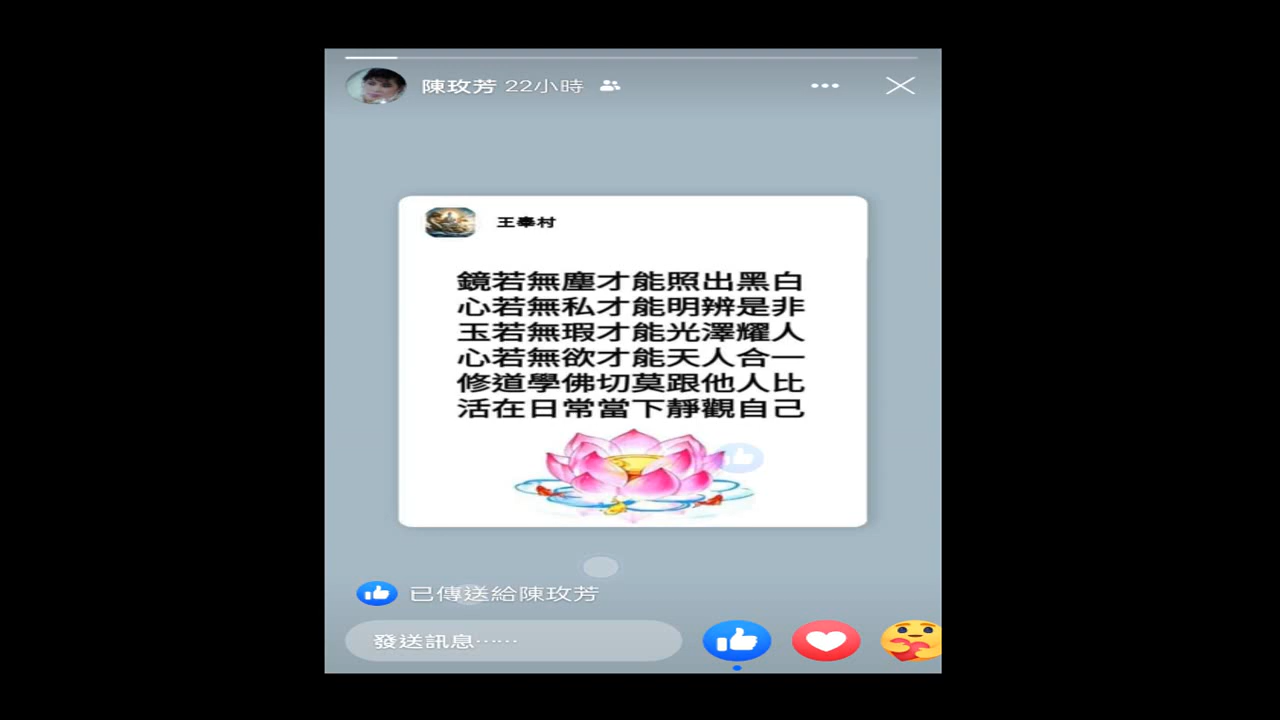 陳玫芳 22小時
王奉村
鏡若無塵才能照出黑白
心若無私才能明辨是非
玉若無瑕才能光澤耀人
心若無欲才能天人合一
修道學佛切莫跟他人比
活在日常當下靜觀自己
已傳送給陳玫芳
發送訊息……